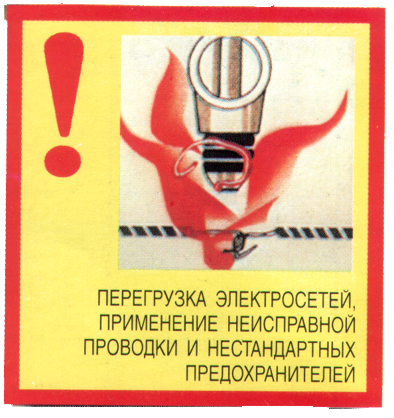 !
ПЕРЕГРУЗКА ЭЛЕКТРОСЕТЕЙ,
ПРИМЕНЕНИЕ НЕИСПРАВНОЙ
ПРОВОДКИ И НЕСТАНДАРТНЫХ
ПРЕДОХРАНИТЕЛЕЙ